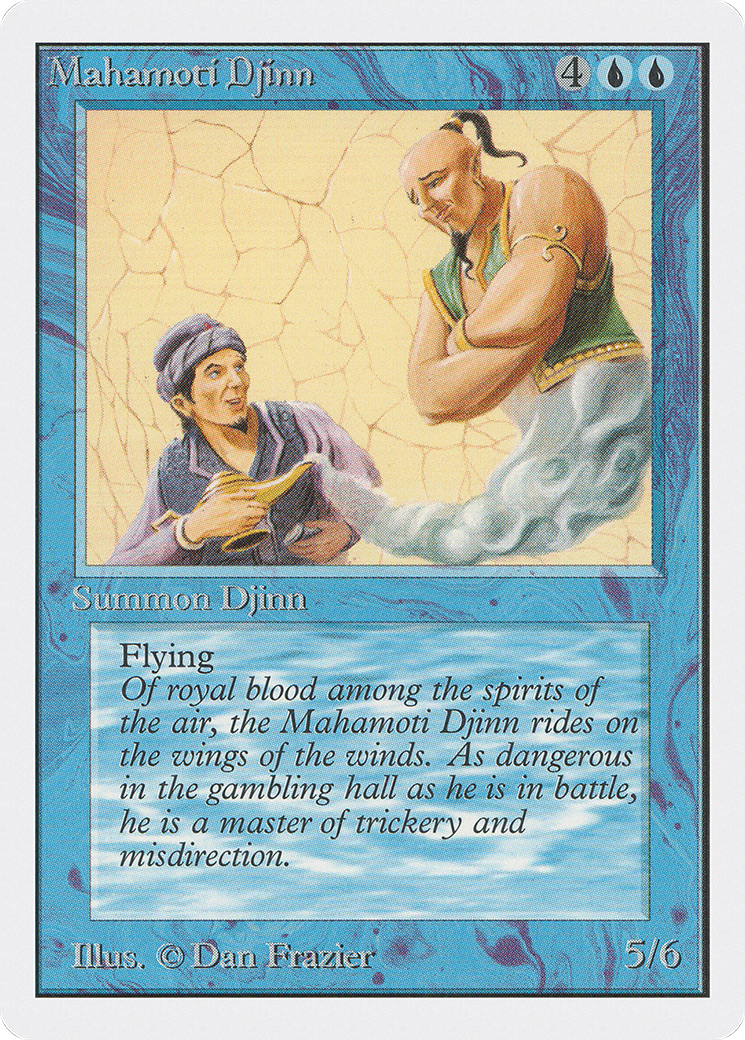 Mahamoti Djinn 4
Summon Djinn
Flying
Of royal blood among the spirits of
the air, the Mahamoti Djinn rides on
the wings of the winds. As dangerous
in the gambling hall as he is in battle,
he is a master of trickery and
misdirection.
Illus. © Dan Frazier 5/6